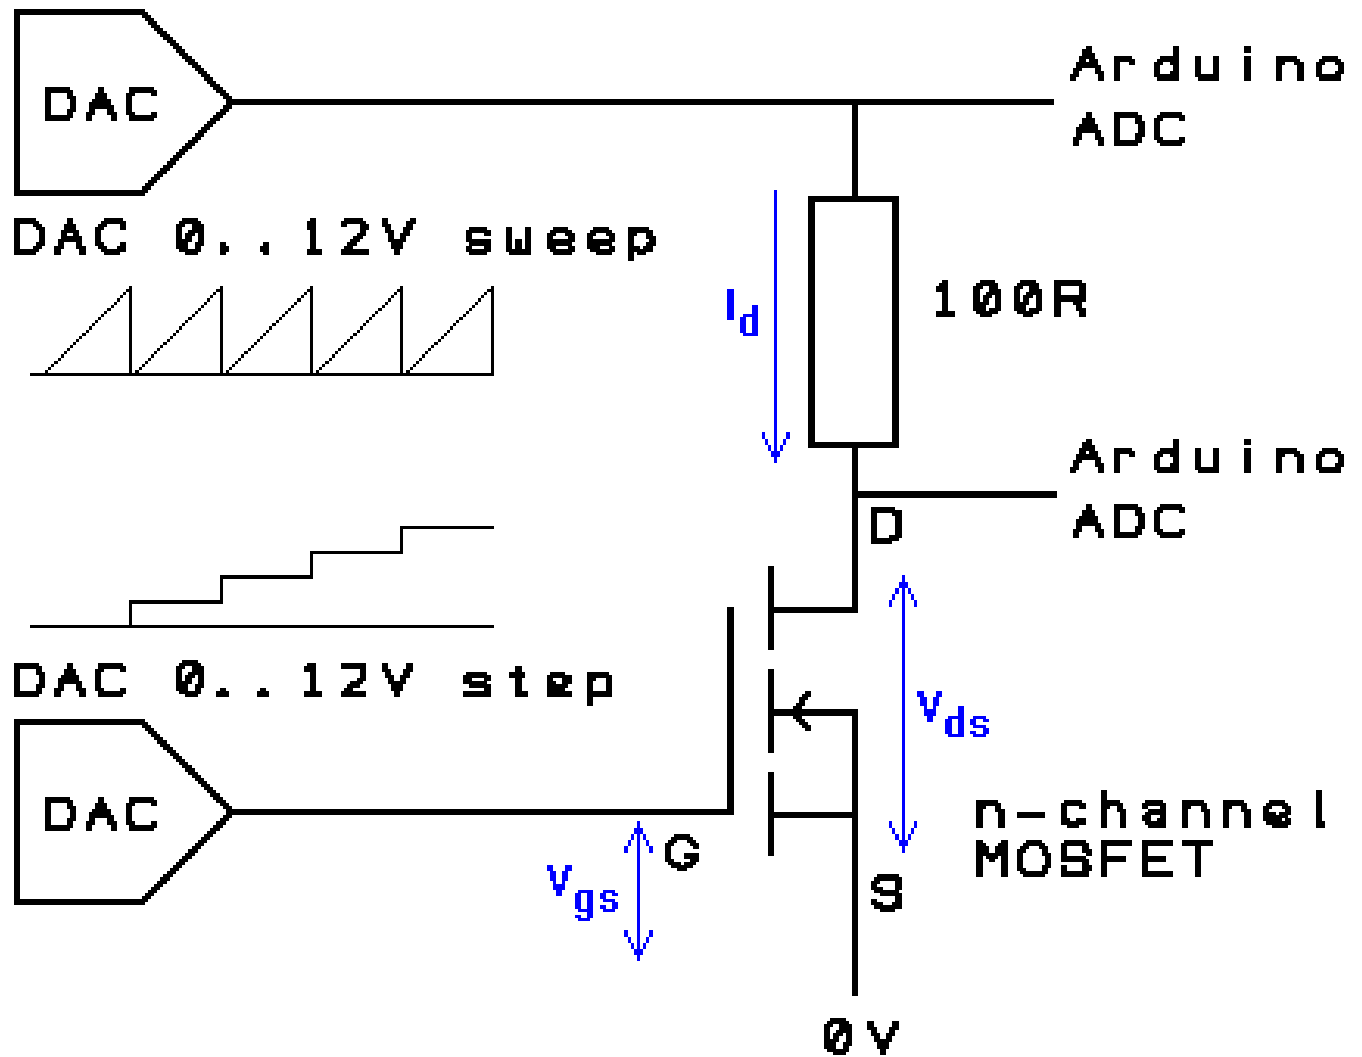 DAC
Arduino
ADC
DAC 0..12V sweep
Id
100R
Arduino
ADC
D
DAC 0..12V step
Vds
DAC
n-channel
MOSFET
G
Vgs
S
0V